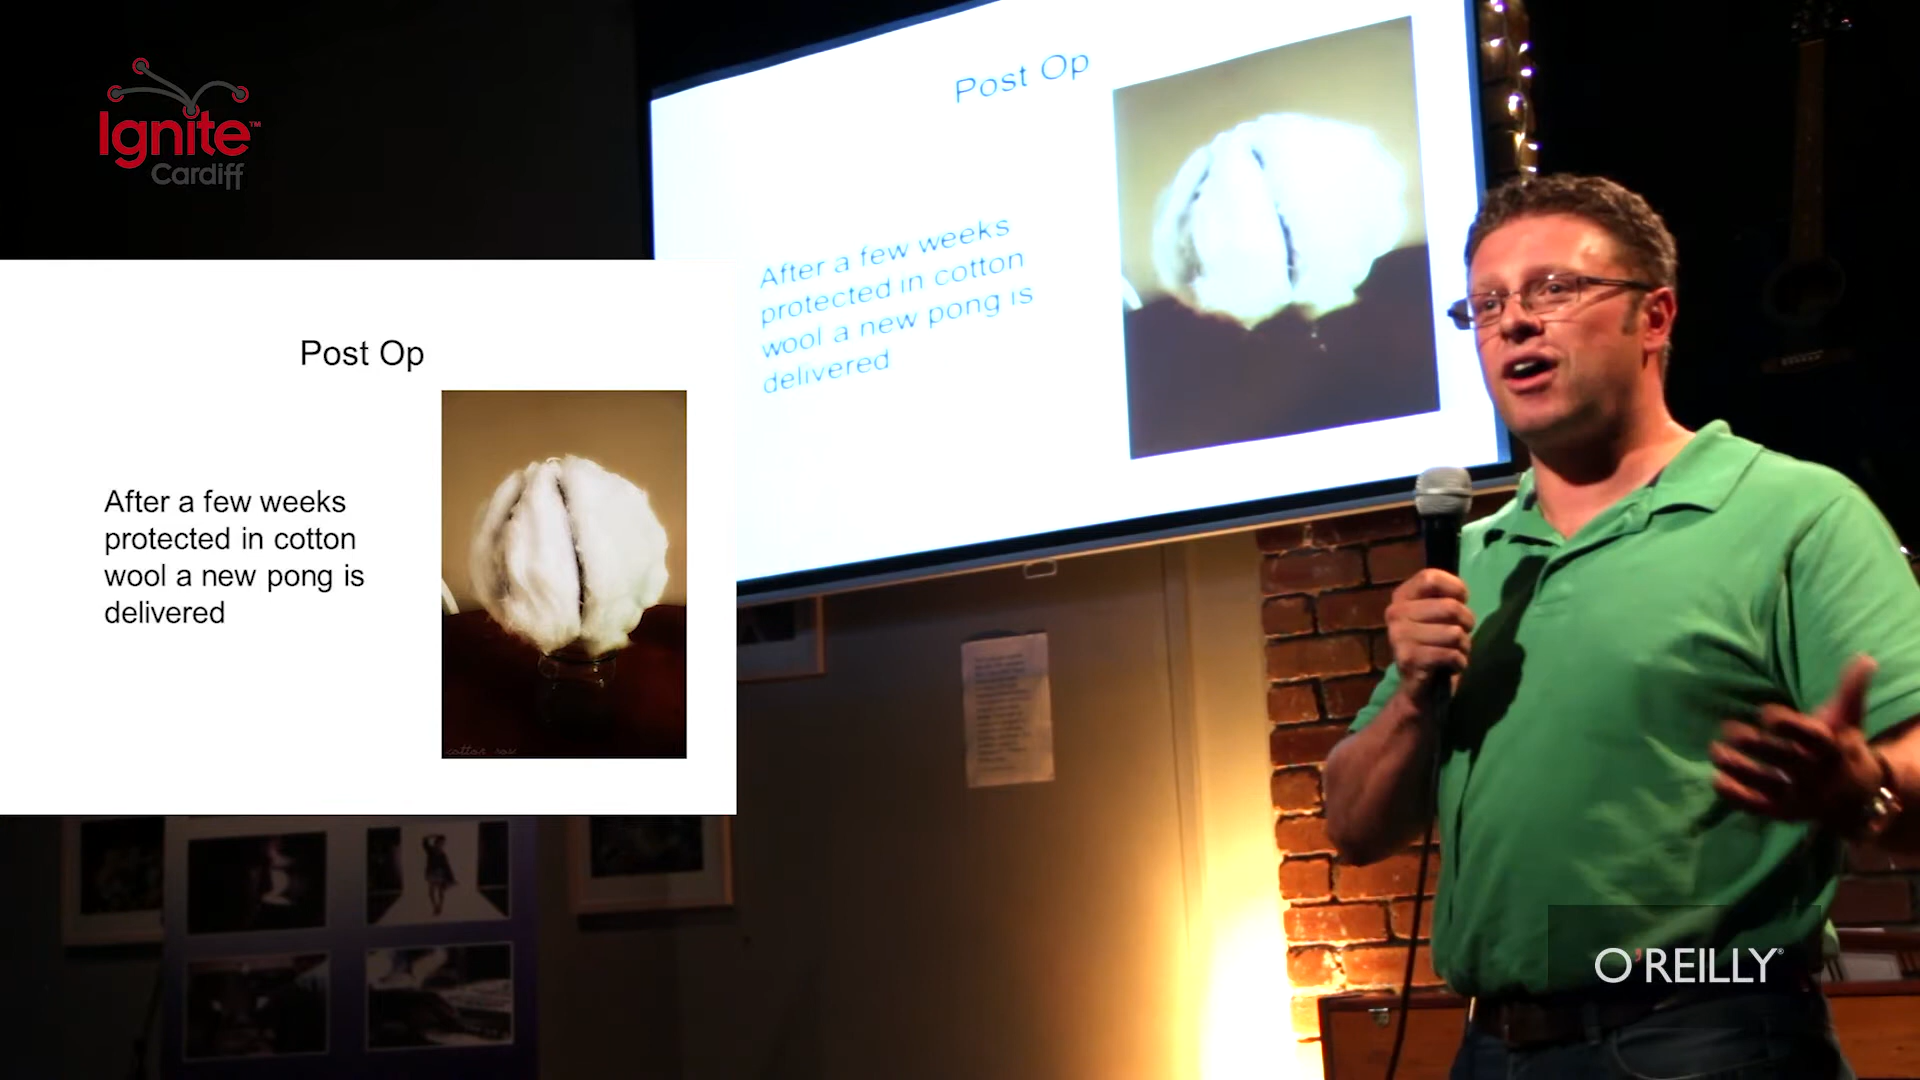 Ignite™
Cardiff
Post Op
After a few weeks
protected in cotton
wool a new pong is
delivered
Post Op
After a few weeks
protected in cotton
wool a new pong is
delivered
O'REILLY®